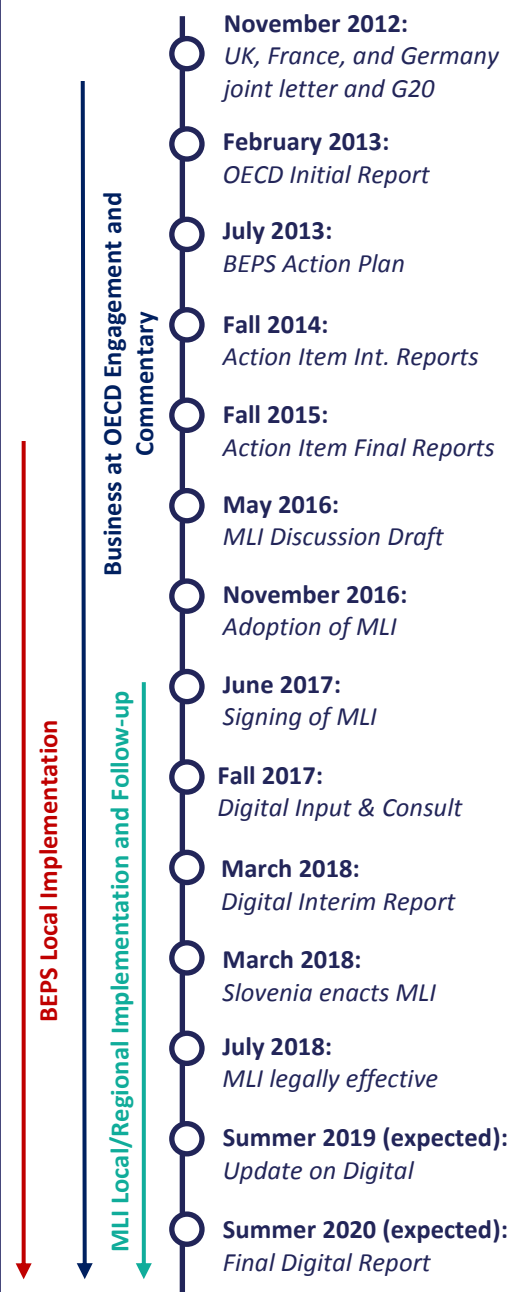 November 2012:
UK, France, and Germany
joint letter and G20
February 2013:
OECD Initial Report
July 2013:
BEPS Action Plan
Fall 2014:
Action Item Int. Reports
Fall 2015:
Action Item Final Reports
May 2016:
MLI Discussion Draft
November 2016:
Adoption of MLI
June 2017:
Signing of MLI
Fall 2017:
Digital Input & Consult
March 2018:
Digital Interim Report
March 2018:
Slovenia enacts MLI
July 2018:
MLI legally effective
Summer 2019 (expected):
Update on Digital
Summer 2020 (expected):
Final Digital Report
BEPS Local Implementation
Business at OECD Engagement and
Commentary
MLI Local/Regional Implementation and Follow-up